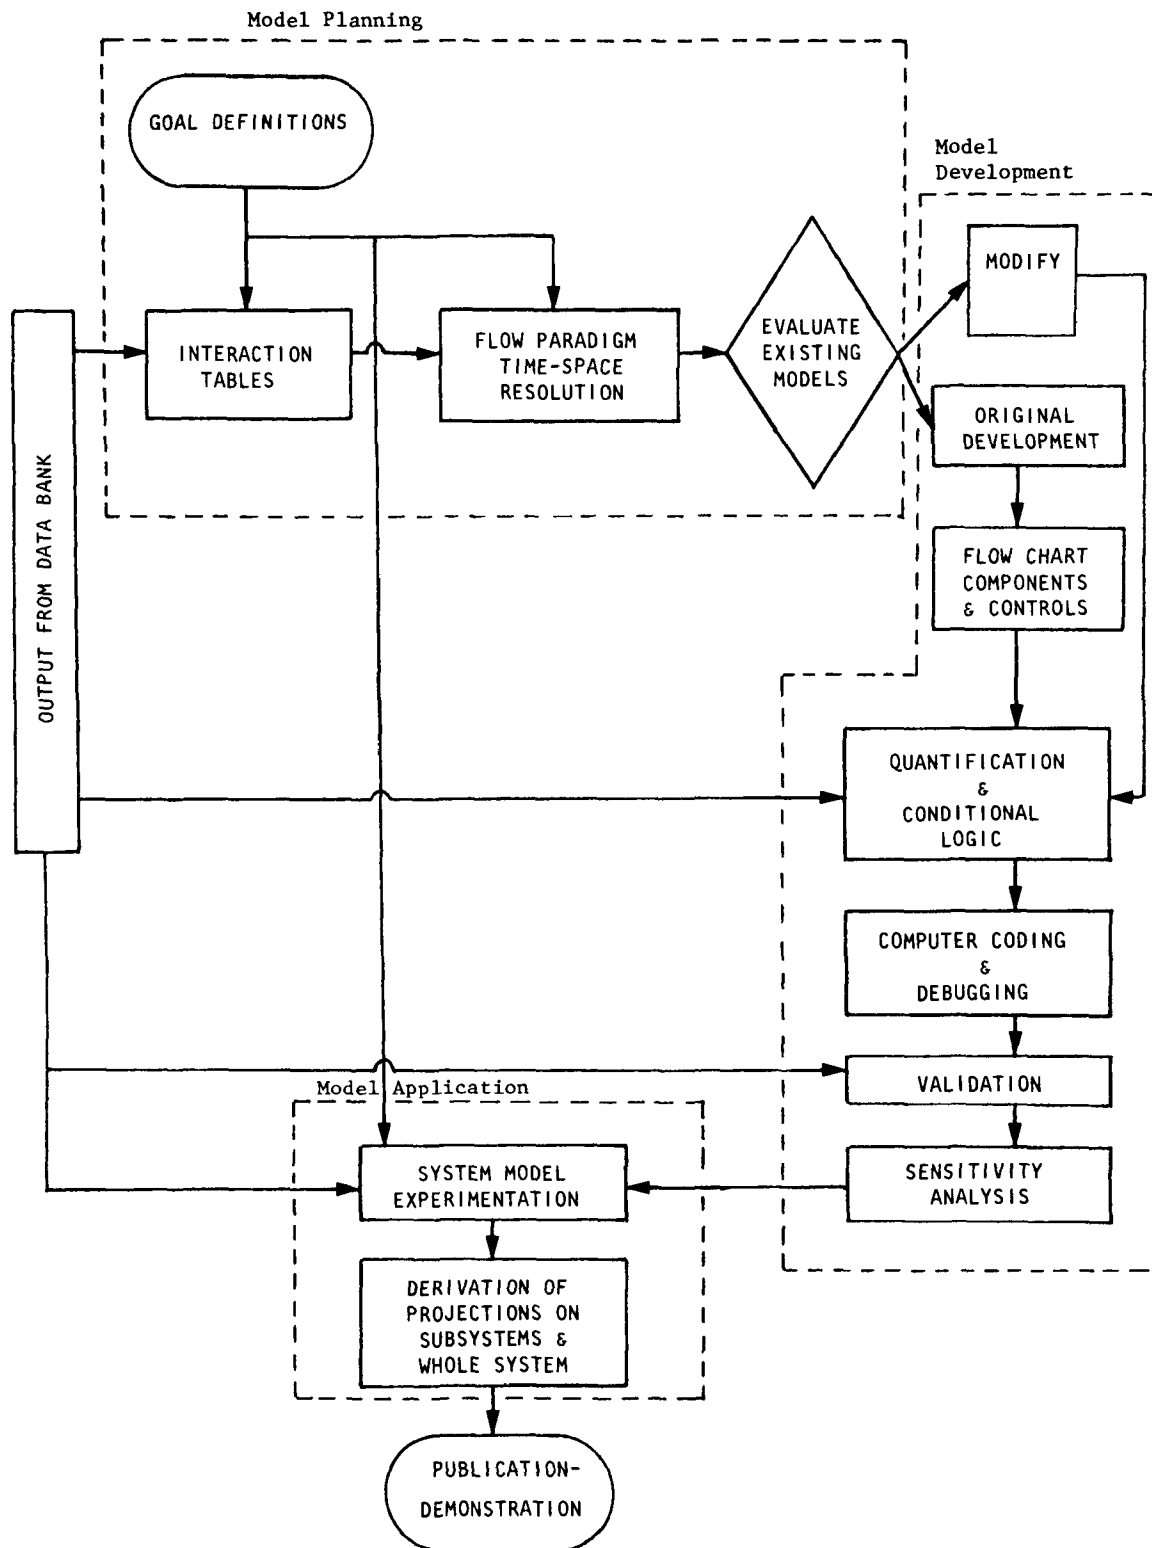 Model Planning
GOAL DEFINITIONS
Model
Development
MODIFY
INTERACTION
TABLES
FLOW PARADIGM
TIME-SPACE
RESOLUTION
EVALUATE
EXISTING
MODELS
ORIGINAL
DEVELOPMENT
OUTPUT FROM DATA BANK
FLOW CHART
COMPONENTS
& CONTROLS
QUANTIFICATION
&
CONDITIONAL
LOGIC
COMPUTER CODING
&
DEBUGGING
VALIDATION
Model Application
SYSTEM MODEL
EXPERIMENTATION
SENSITIVITY
ANALYSIS
DERIVATION OF
PROJECTIONS ON
SUBSYSTEMS &
WHOLE SYSTEM
PUBLICATION-
DEMONSTRATION